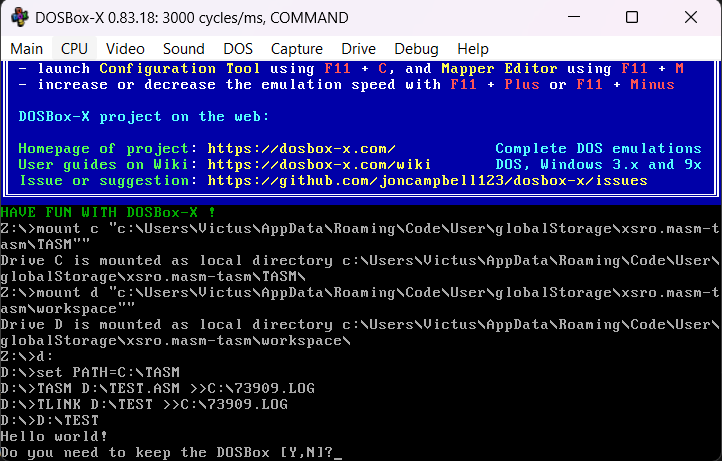 DOSBox-X 0.83.18: 3000 cycles/ms, COMMAND
Main CPU Video Sound DOS Capture Drive Debug Help
- launch Configuration Tool using F11 + C, and Mapper Editor using F11 + M
- increase or decrease the emulation speed with F11 + Plus or F11 + Minus
DOSBox-X project on the web:
Homepage of project: https://dosbox-x.com/ Complete DOS emulations
User guides on Wiki: https://dosbox-x.com/wiki DOS, Windows 3.x and 9x
Issue or suggestion: https://github.com/joncampbell123/dosbox-x/issues
HAVE FUN WITH DOSBox-X !
Z:\>mount c "c:\Users\Victus\AppData\Roaming\Code\User\globalStorage\xsro.masm-t
asm\TASM""
Drive C is mounted as local directory c:\Users\Victus\AppData\Roaming\Code\User\
globalStorage\xsro.masm-tasm\TASM\
Z:\>mount d "c:\Users\Victus\AppData\Roaming\Code\User\globalStorage\xsro.masm-t
asm\workspace""
Drive D is mounted as local directory c:\Users\Victus\AppData\Roaming\Code\User\
globalStorage\xsro.masm-tasm\workspace\
Z:\>d:
D:\>set PATH=C:\TASM
D:\>TASM D:\TEST.ASM >>C:\73909.LOG
D:\>TLINK D:\TEST >>C:\73909.LOG
D:\>D:\TEST
Hello world!
Do you need to keep the DOSBox [Y,N]?_